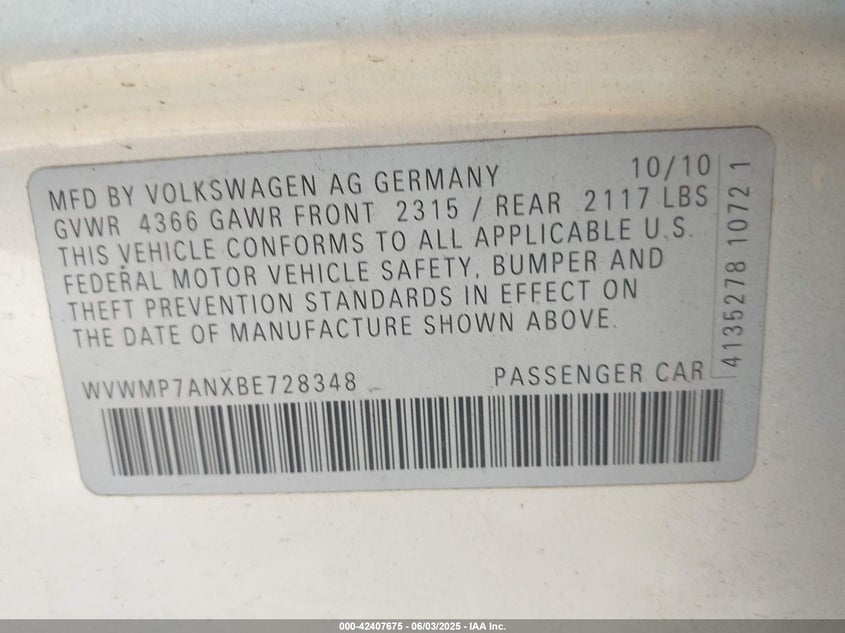 MFD BY VOLKSWAGEN AG GERMANY 10/10
GVWR 4366 GAWR FRONT 2315 / REAR 2117 LBS
THIS VEHICLE CONFORMS TO ALL APPLICABLE U.S.
FEDERAL MOTOR VEHICLE SAFETY, BUMPER AND
THEFT PREVENTION STANDARDS IN EFFECT ON
THE DATE OF MANUFACTURE SHOWN ABOVE.
4135278 1072 1
WVWMP7ANXBE728348 PASSENGER CAR
000-42407675 - 06/03/2025 - IAA Inc.